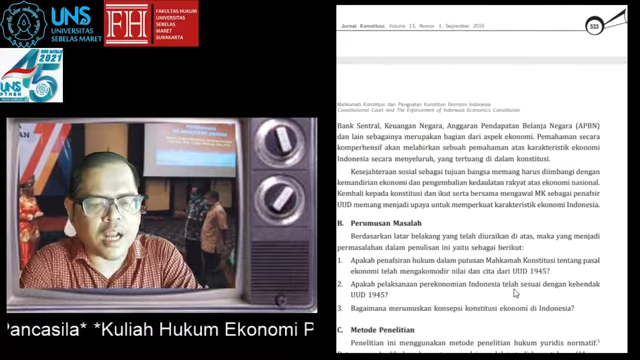 UNS
UNIVERSITAS
SEBELAS MARET
FAKULTAS HUKUM
UNIVERSITAS
SEBELAS
MARET
SURAKARTA
2021
45
UNS
Pancasila* *Kuliah Hukum Ekonomi P
Jurnal Konstitusi, Volume 13, Nomor 3, September 2016
533
Mahkamah Konstitusi dan Penguatan Konstitusi Ekonomi Indonesia
Constitutional Court and The Enforcement of Indonesia Economics Constitution
Bank Sentral, Keuangan Negara, Anggaran Pendapatan Belanja Negara (APBN)
dan lain sebagainya merupakan bagian dari aspek ekonomi. Pemahaman secara
komperhensif akan melahirkan sebuah pemahaman atas karakteristik ekonomi
Indonesia secara menyeluruh, yang tertuang di dalam konstitusi.
Kesejahteraan sosial sebagai tujuan bangsa memang harus diimbangi dengan
kemandirian ekonomi dan pengembalian kedaulatan rakyat atas ekonomi nasional.
Kembali kepada konstitusi dan ikut serta bersama mengawal MK sebagai penafsir
UUD memang menjadi upaya untuk memperkuat karakteristik ekonomi Indonesia.
B. Perumusan Masalah
Berdasarkan latar belakang yang telah diuraikan di atas, maka yang menjadi
permasalahan dalam penulisan ini yaitu sebagai berikut:
1. Apakah penafsiran hukum dalam putusan Mahkamah Konstitusi tentang pasal
ekonomi telah mengakomodir nilai dan cita dari UUD 1945?
2. Apakah pelaksanaan perekonomian Indonesia telah sesuai dengan kehendak
UUD 1945?
3. Bagaimana merumuskan konsepsi konstitusi ekonomi di Indonesia?
C. Metode Penelitian
Penelitian ini menggunakan metode penelitian hukum yuridis normatif.